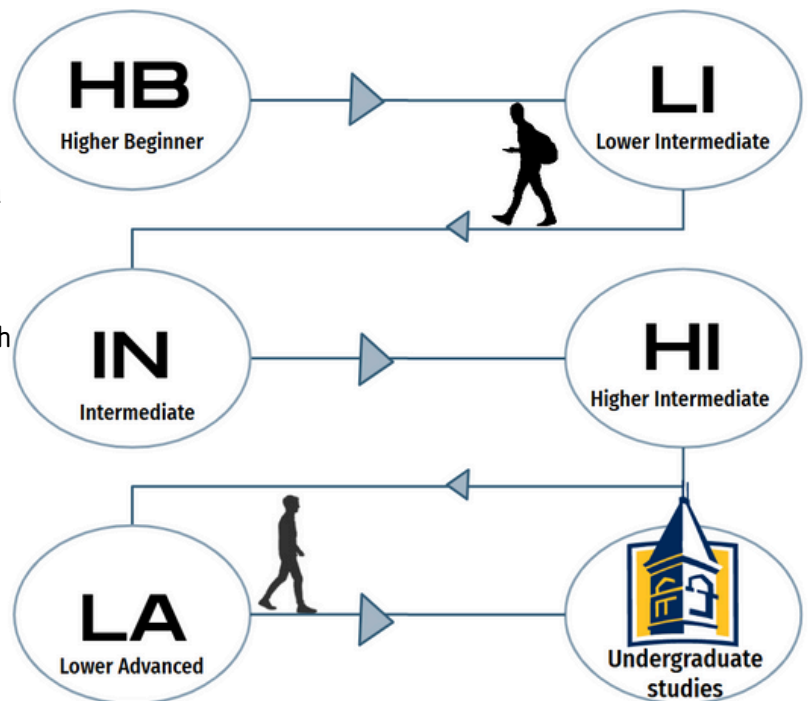 HB
Higher Beginner
LI
Lower Intermediate
h
IN
Intermediate
HI
Higher Intermediate
LA
Lower Advanced
Undergraduate
studies